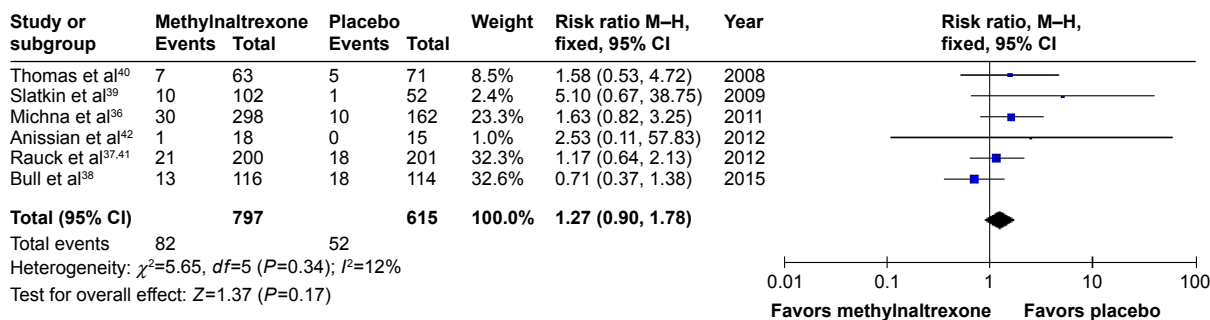 Study or subgroup Methylnaltrexone Placebo Weight Risk ratio M–H, fixed, 95% CI Year Risk ratio, M–H, fixed, 95% CI
Events Total Events Total
Thomas et al⁴⁰ 7 63 5 71 8.5% 1.58 (0.53, 4.72) 2008
Slatkin et al³⁹ 10 102 1 52 2.4% 5.10 (0.67, 38.75) 2009
Michna et al³⁶ 30 298 10 162 23.3% 1.63 (0.82, 3.25) 2011
Anissian et al⁴² 1 18 0 15 1.0% 2.53 (0.11, 57.83) 2012
Rauck et al³⁷,⁴¹ 21 200 18 201 32.3% 1.17 (0.64, 2.13) 2012
Bull et al³⁸ 13 116 18 114 32.6% 0.71 (0.37, 1.38) 2015
Total (95% CI) 797 615 100.0% 1.27 (0.90, 1.78)
Total events 82 52
Heterogeneity: χ²=5.65, df=5 (P=0.34); I²=12%
Test for overall effect: Z=1.37 (P=0.17)
0.01 0.1 1 10 100
Favors methylnaltrexone Favors placebo